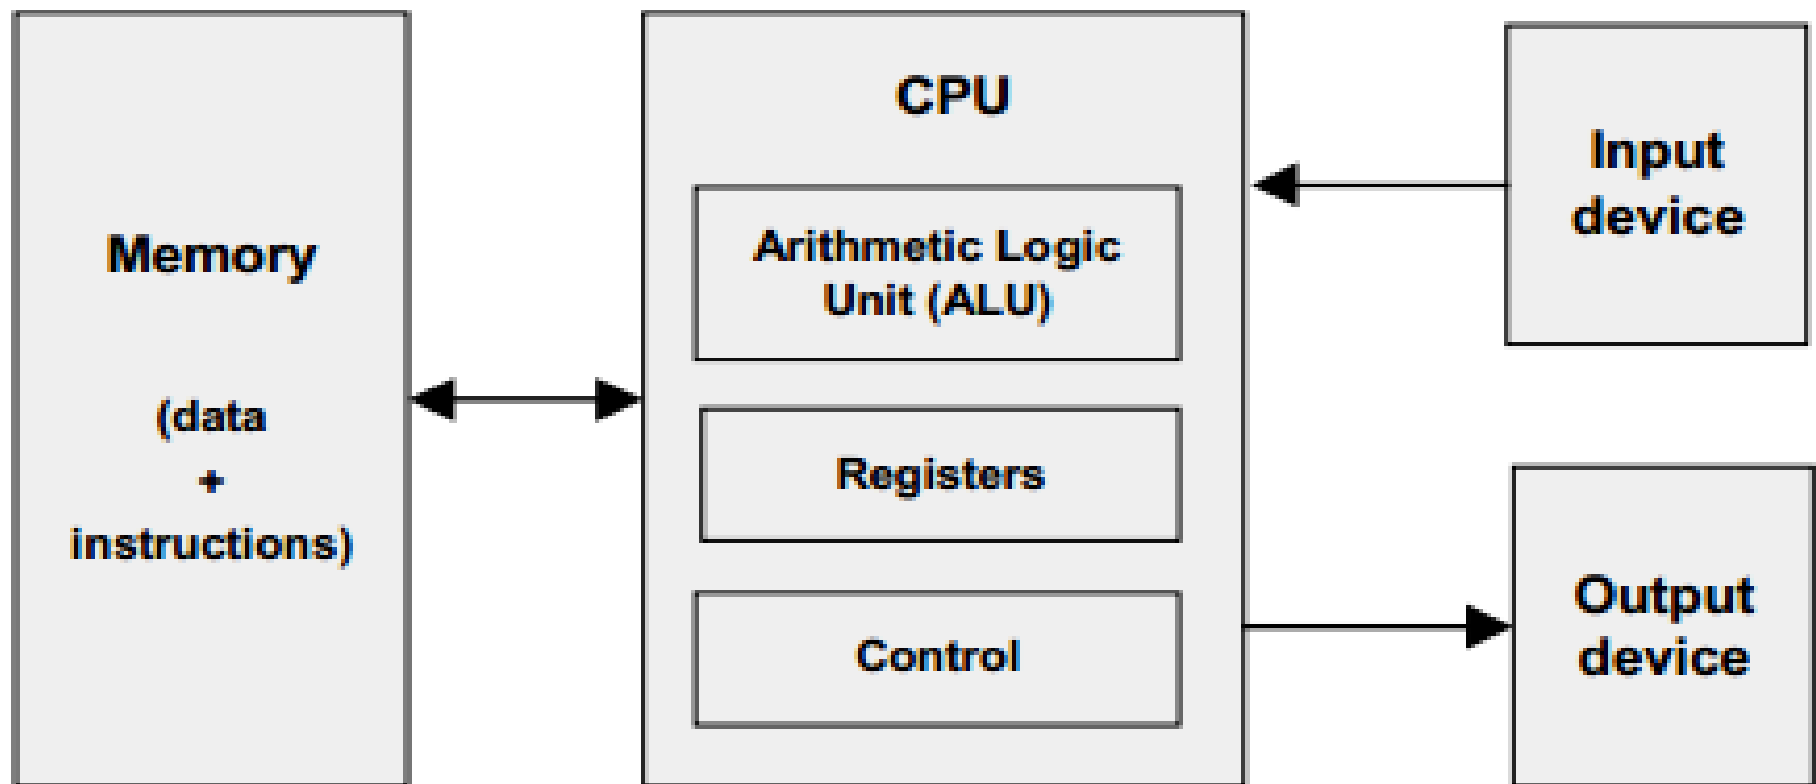 Memory
(data
+
instructions)
CPU
Arithmetic Logic
Unit (ALU)
Registers
Control
Input
device
Output
device